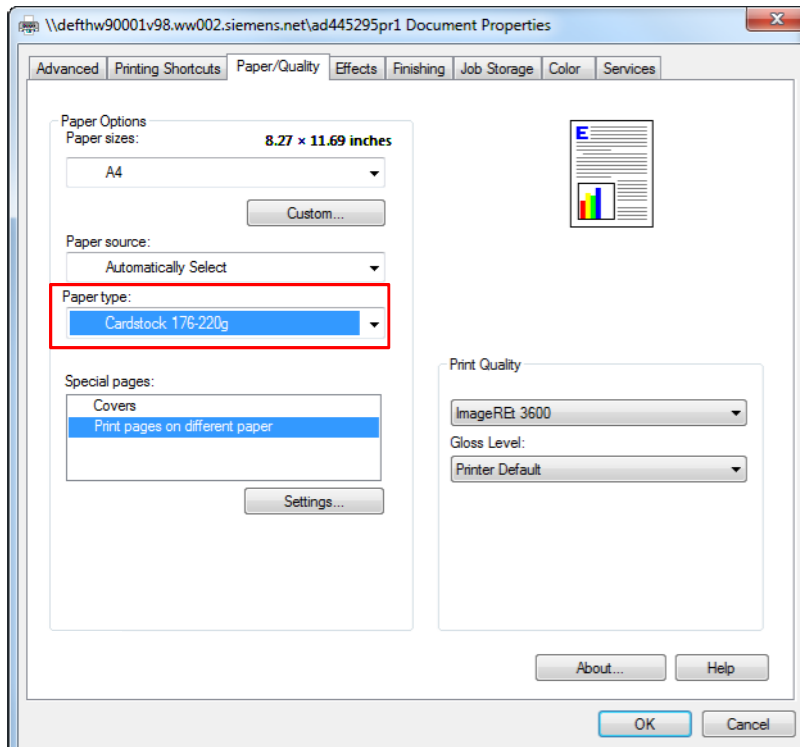 \\defthw90001v98.ww002.siemens.net\ad445295pr1 Document Properties
Advanced Printing Shortcuts Paper/Quality Effects Finishing Job Storage Color Services
Paper Options
Paper sizes: 8.27 × 11.69 inches
A4
Custom...
Paper source:
Automatically Select
Paper type:
Cardstock 176-220g
Special pages:
Covers
Print pages on different paper
Settings...
E
Print Quality
ImageREt 3600
Gloss Level:
Printer Default
About... Help
OK Cancel